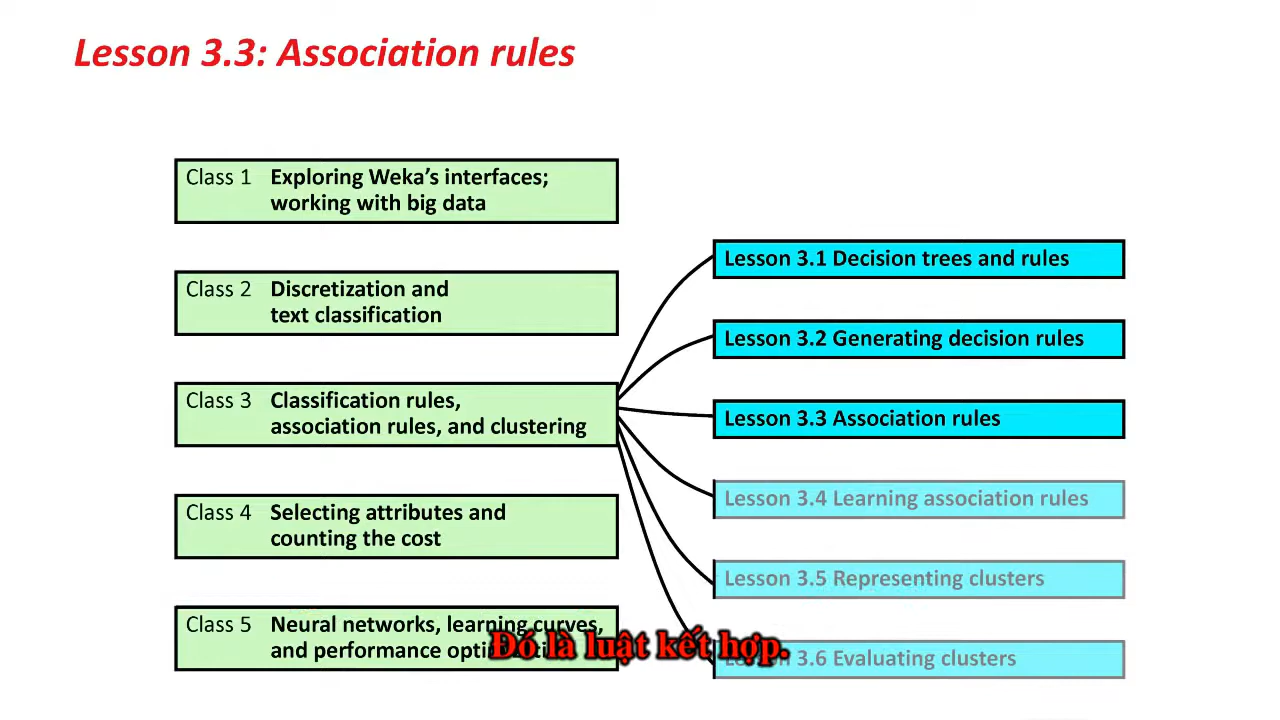 Lesson 3.3: Association rules
Class 1 Exploring Weka's interfaces;
working with big data
Class 2 Discretization and
text classification
Class 3 Classification rules,
association rules, and clustering
Class 4 Selecting attributes and
counting the cost
Class 5 Neural networks, learning curves,
and performance
Lesson 3.1 Decision trees and rules
Lesson 3.2 Generating decision rules
Lesson 3.3 Association rules
Lesson 3.4 Learning association rules
Lesson 3.5 Representing clusters
Lesson 3.6 Evaluating clusters
Đó là luật kết hợp.